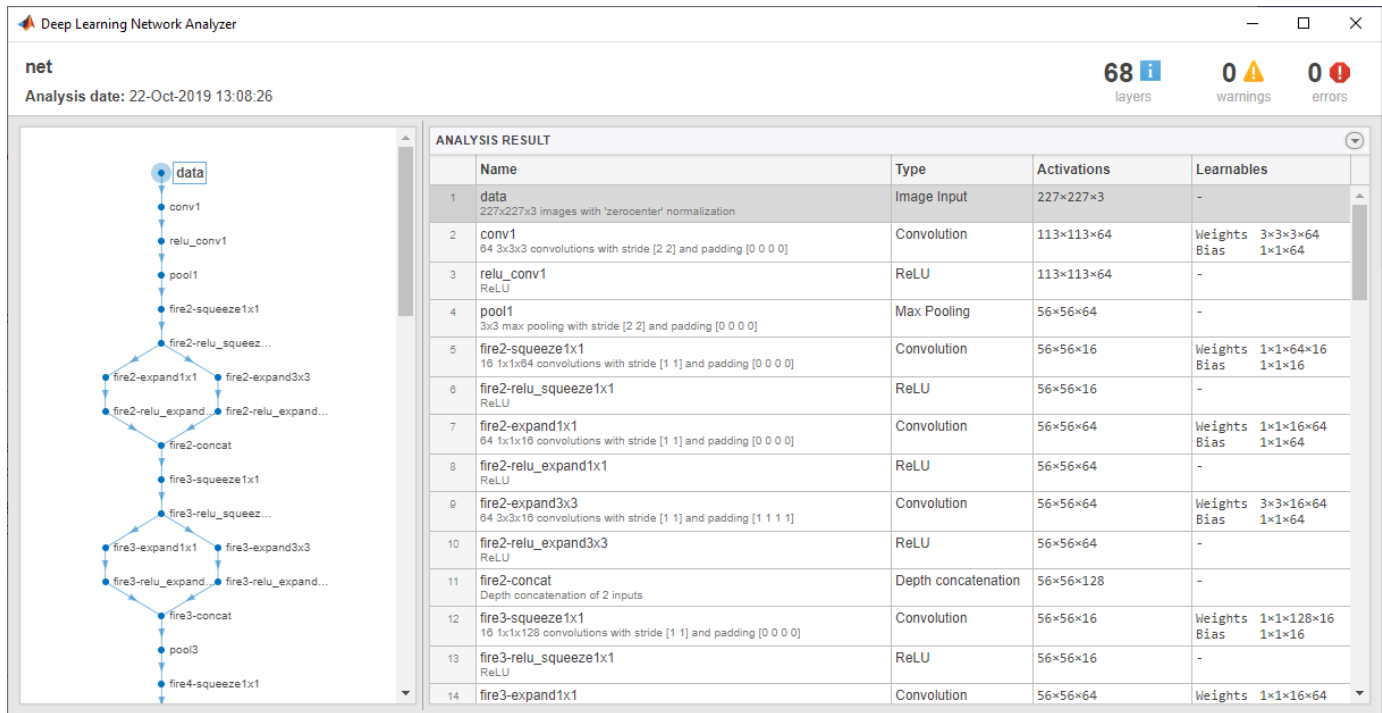 Deep Learning Network Analyzer
net
Analysis date: 22-Oct-2019 13:08:26
68 i
layers
0
warnings
0
errors
data
conv1
relu_conv1
pool1
fire2-squeeze1x1
fire2-relu_squeez...
fire2-expand1x1 fire2-expand3x3
fire2-relu_expand... fire2-relu_expand...
fire2-concat
fire3-squeeze1x1
fire3-relu_squeez...
fire3-expand1x1 fire3-expand3x3
fire3-relu_expand... fire3-relu_expand...
fire3-concat
pool3
fire4-squeeze1x1
ANALYSIS RESULT
Name Type Activations Learnables
1 data Image Input 227×227×3 -
227x227x3 images with 'zerocenter' normalization
2 conv1 Convolution 113×113×64 Weights 3×3×3×64
64 3x3x3 convolutions with stride [2 2] and padding [0 0 0 0] Bias 1×1×64
3 relu_conv1 ReLU 113×113×64 -
ReLU
4 pool1 Max Pooling 56×56×64 -
3x3 max pooling with stride [2 2] and padding [0 0 0 0]
5 fire2-squeeze1x1 Convolution 56×56×16 Weights 1×1×64×16
16 1x1x64 convolutions with stride [1 1] and padding [0 0 0 0] Bias 1×1×16
6 fire2-relu_squeeze1x1 ReLU 56×56×16 -
ReLU
7 fire2-expand1x1 Convolution 56×56×64 Weights 1×1×16×64
64 1x1x16 convolutions with stride [1 1] and padding [0 0 0 0] Bias 1×1×64
8 fire2-relu_expand1x1 ReLU 56×56×64 -
ReLU
9 fire2-expand3x3 Convolution 56×56×64 Weights 3×3×16×64
64 3x3x16 convolutions with stride [1 1] and padding [1 1 1 1] Bias 1×1×64
10 fire2-relu_expand3x3 ReLU 56×56×64 -
ReLU
11 fire2-concat Depth concatenation 56×56×128 -
Depth concatenation of 2 inputs
12 fire3-squeeze1x1 Convolution 56×56×16 Weights 1×1×128×16
16 1x1x128 convolutions with stride [1 1] and padding [0 0 0 0] Bias 1×1×16
13 fire3-relu_squeeze1x1 ReLU 56×56×16 -
ReLU
14 fire3-expand1x1 Convolution 56×56×64 Weights 1×1×16×64